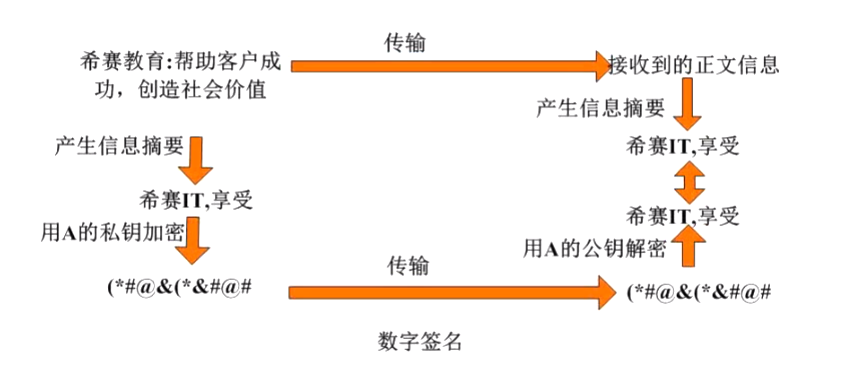 传输
希赛教育:帮助客户成
功，创造社会价值
接收到的正文信息
产生信息摘要
希赛IT,享受
产生信息摘要
希赛IT,享受
希赛IT,享受
用A的私钥加密
用A的公钥解密
传输
(*#@&(*&#@#
(*#@&(*&#@#
数字签名